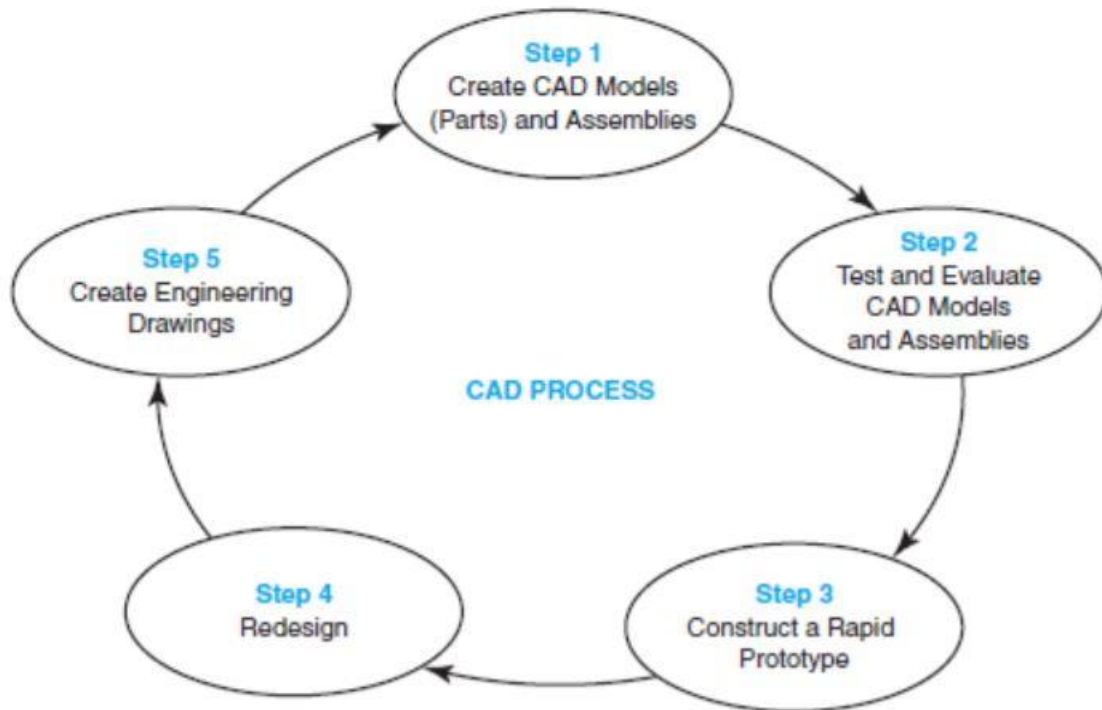 Step 1
Create CAD Models
(Parts) and Assemblies
Step 2
Test and Evaluate
CAD Models
and Assemblies
Step 3
Construct a Rapid
Prototype
Step 4
Redesign
Step 5
Create Engineering
Drawings
CAD PROCESS